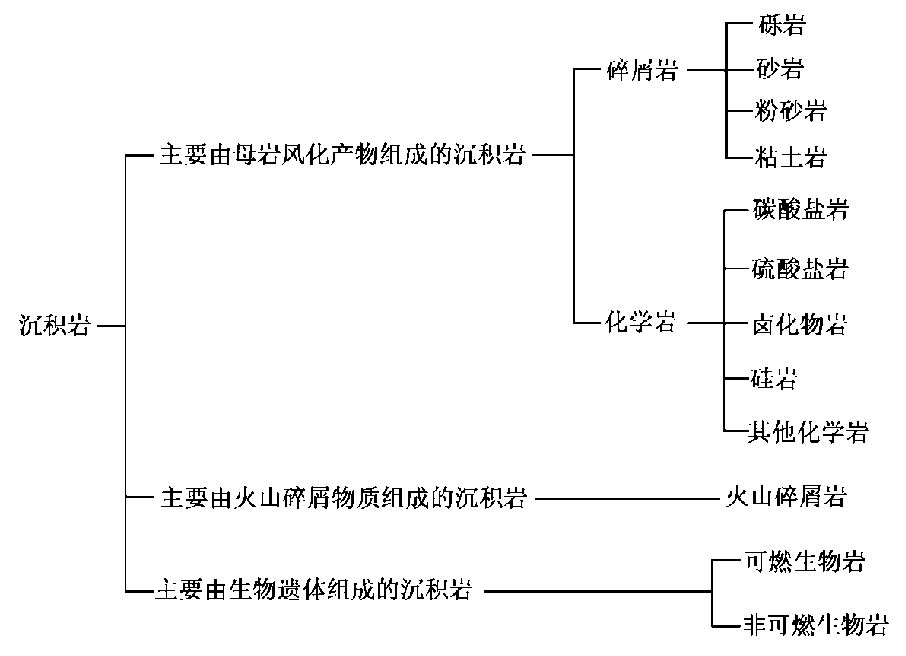 沉积岩
主要由母岩风化产物组成的沉积岩
碎屑岩
砾岩
砂岩
粉砂岩
粘土岩
化学岩
碳酸盐岩
硫酸盐岩
卤化物岩
硅岩
其他化学岩
主要由火山碎屑物质组成的沉积岩
火山碎屑岩
主要由生物遗体组成的沉积岩
可燃生物岩
非可燃生物岩